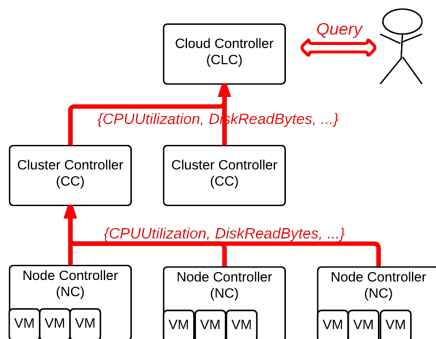 Query
Cloud Controller
(CLC)
{CPUUtilization, DiskReadBytes, ...}
Cluster Controller
(CC)
Cluster Controller
(CC)
{CPUUtilization, DiskReadBytes, ...}
Node Controller
(NC)
VM VM VM
Node Controller
(NC)
VM VM VM
Node Controller
(NC)
VM VM VM